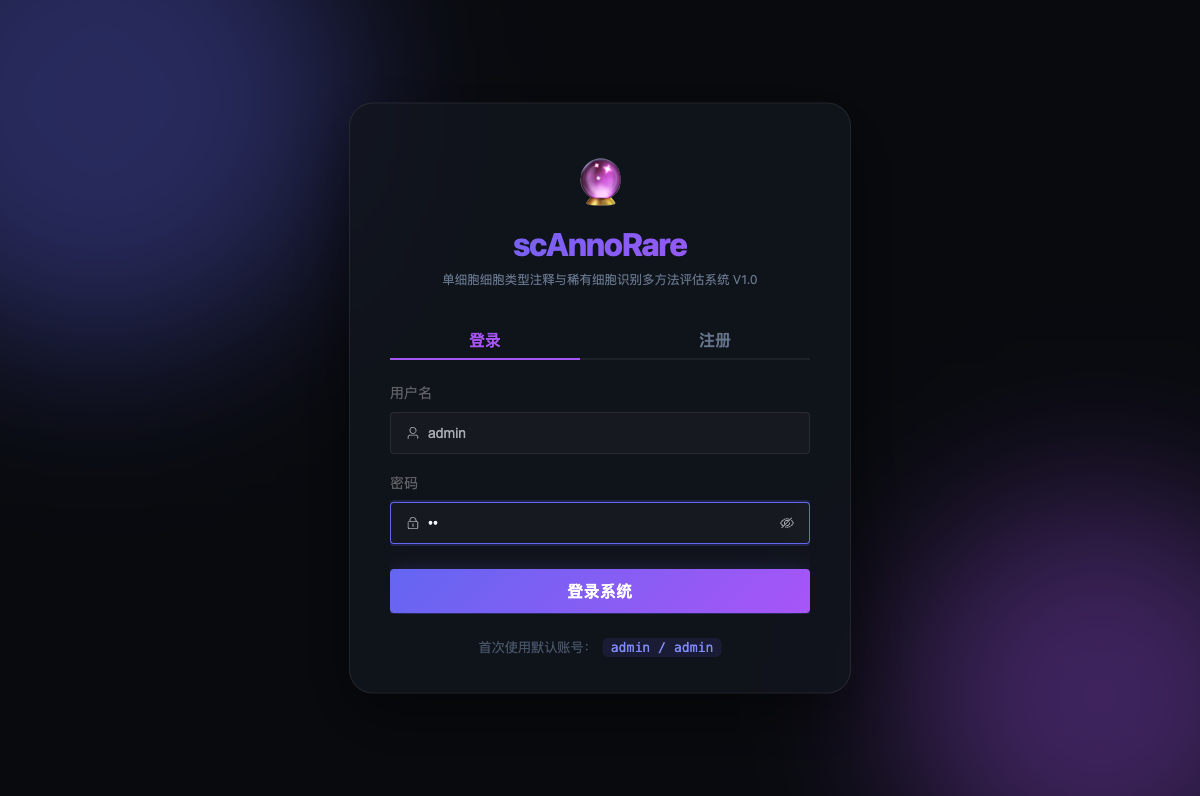 scAnnoRare
单细胞细胞类型注释与稀有细胞识别多方法评估系统 V1.0
登录 注册
用户名
admin
密码
••
登录系统
首次使用默认账号： admin / admin